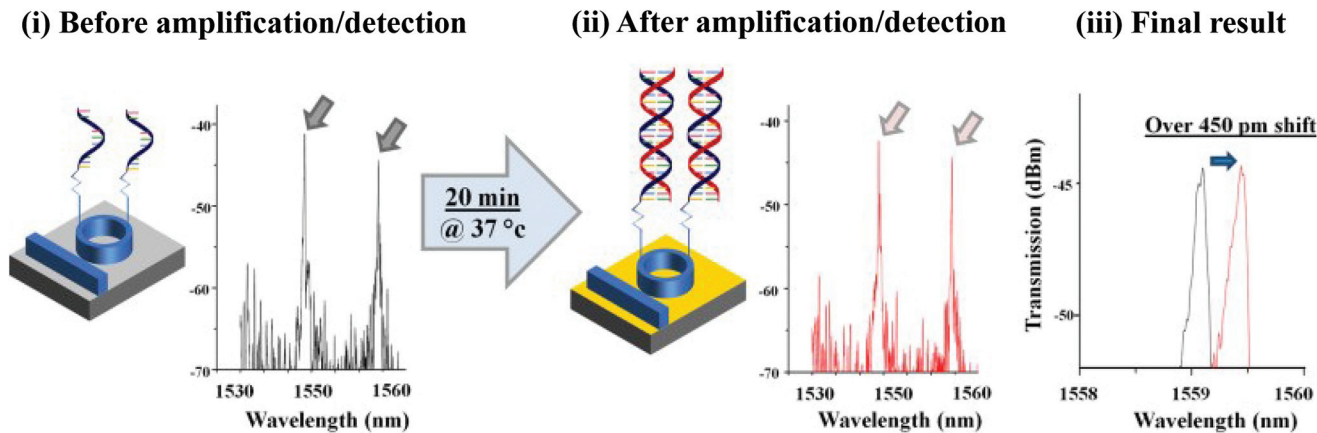 (i) Before amplification/detection
(ii) After amplification/detection
(iii) Final result
-40
-50
-60
-70
1530
1550
1560
Wavelength (nm)
20 min
@ 37 °c
-40
-50
-60
-70
1530
1550
1560
Wavelength (nm)
Over 450 pm shift
Transmission (dBm)
-45
-50
1558
1559
1560
Wavelength (nm)